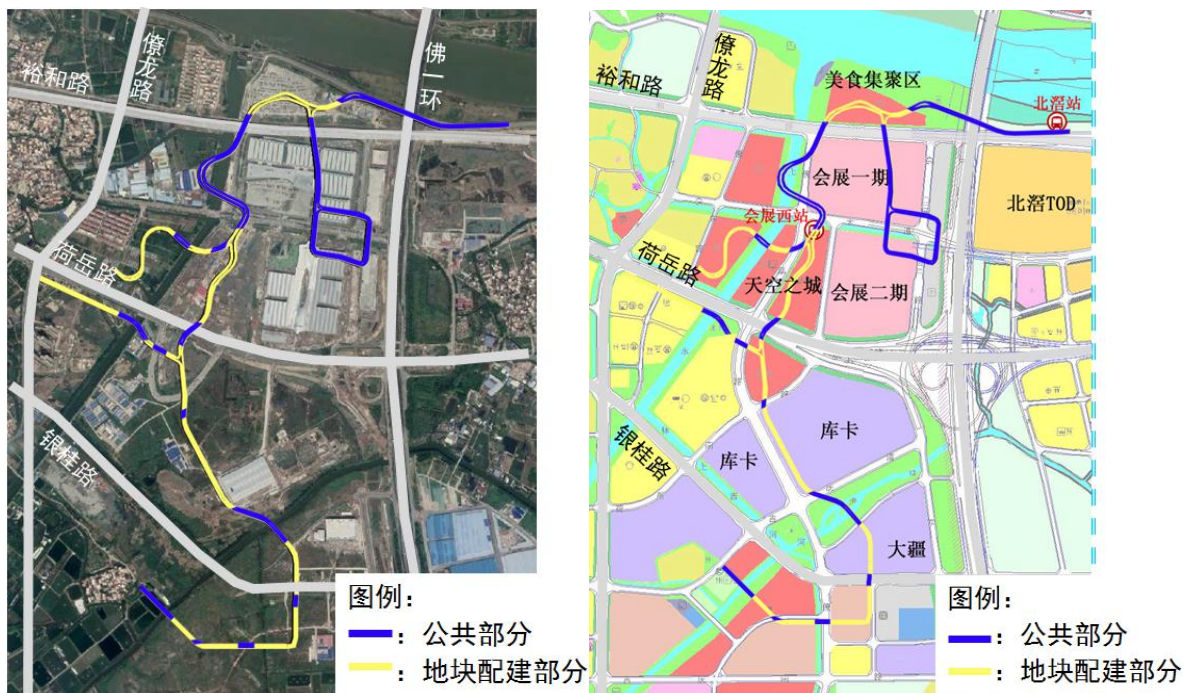 僚龙路
裕和路
佛一环
荷岳路
银桂路
图例：
：公共部分
：地块配建部分
僚龙路
裕和路
美食集聚区
北滘站
会展一期
北滘TOD
会展西站
荷岳路
天空之城
会展二期
库卡
库卡
银桂路
大疆
图例：
：公共部分
：地块配建部分